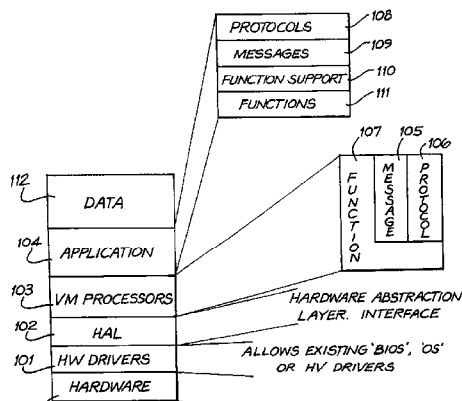 PROTOCOLS 108
MESSAGES 109
FUNCTION SUPPORT 110
FUNCTIONS 111
107 105 106
FUNCTION
MESSAGE
PROTOCOL
112 DATA
104 APPLICATION
103 VM PROCESSORS
102 HAL
101 HW DRIVERS
HARDWARE
HARDWARE ABSTRACTION
LAYER. INTERFACE
ALLOWS EXISTING 'BIOS', 'OS'
OR HV DRIVERS